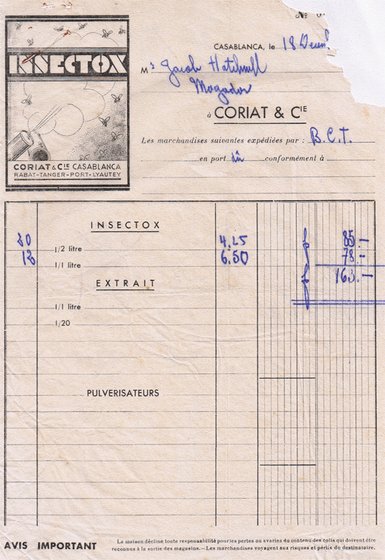 INSECTOX
CORIAT & CIE CASABLANCA
RABAT-TANGER-PORT-LYAUTEY
CASABLANCA, le 18
Mr Jacob
Mogador
à CORIAT & CIE
Les marchandises suivantes expédiées par : B.C.T.
en port dû conformément à
INSECTOX
20 1/2 litre 4.25 85.-
12 1/1 litre 6.50 78.-
163.-
EXTRAIT
1/1 litre
1/20
PULVERISATEURS
AVIS IMPORTANT
La maison décline toute responsabilité pour les pertes ou avaries du contenu des colis qui doivent être
reconnus à la sortie des magasins.— Les marchandises voyagent aux risques et périls du destinataire.